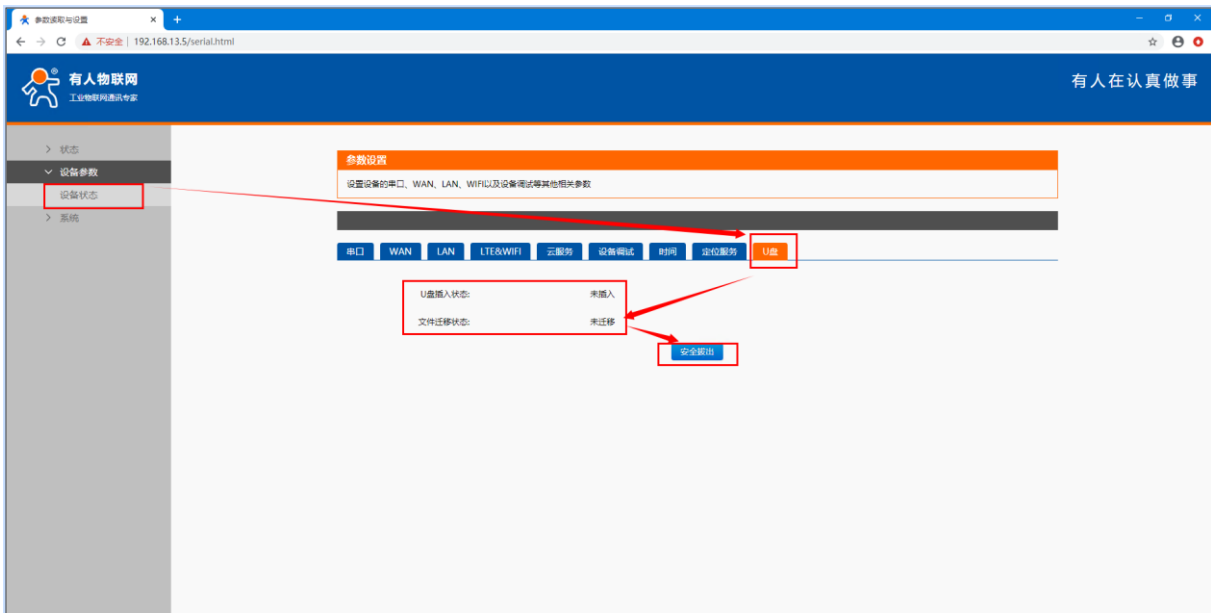 参数读取与设置
不安全 | 192.168.13.5/serial.html
有人物联网
工业物联网通讯专家
有人在认真做事
状态
设备参数
设备状态
系统
参数设置
设置设备的串口、WAN、LAN、WIFI以及设备调试等其他相关参数
串口 WAN LAN LTE&WIFI 云服务 设备调试 时间 定位服务 U盘
U盘插入状态: 未插入
文件迁移状态: 未迁移
安全拔出